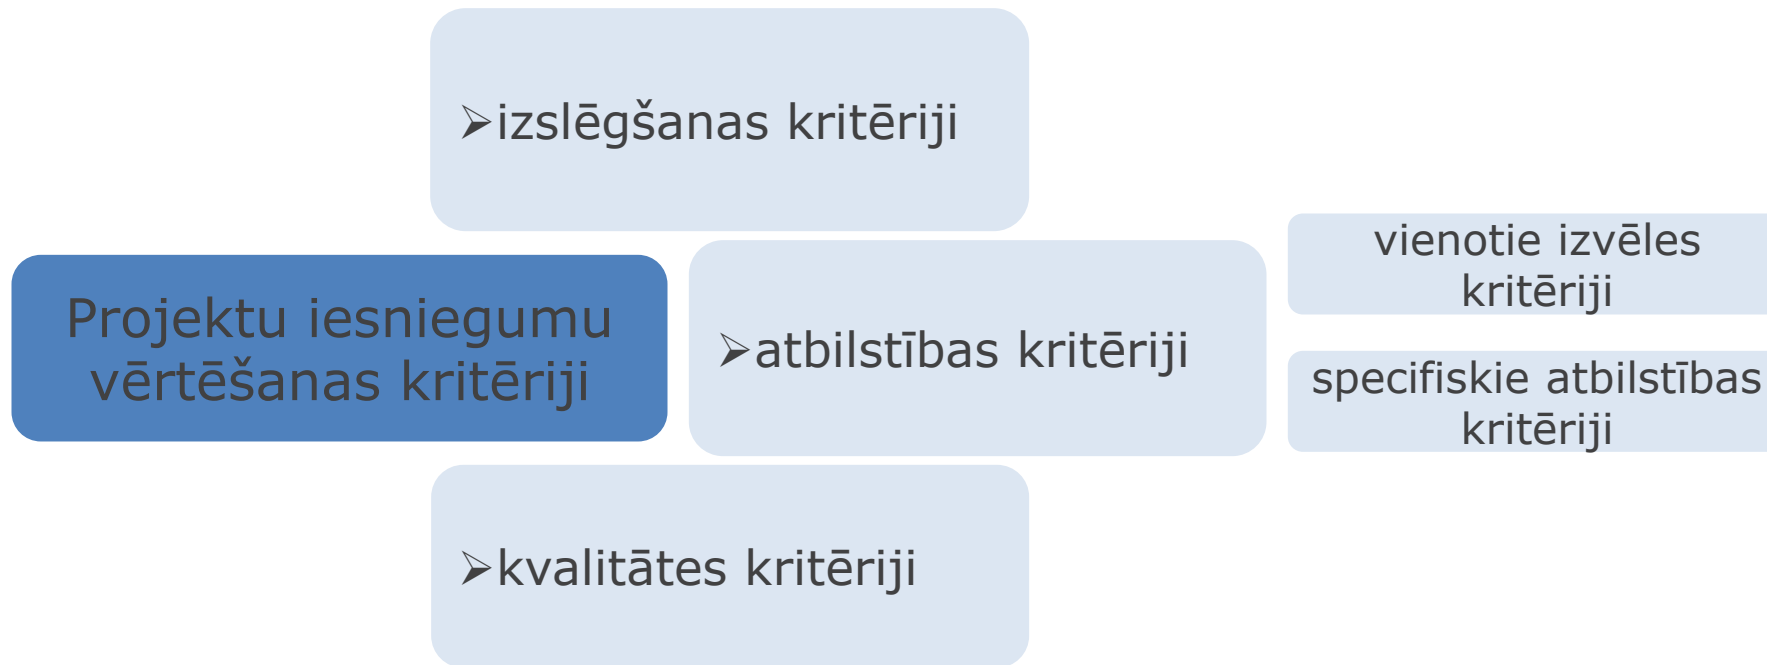 Projektu iesniegumu
vērtēšanas kritēriji
➢izslēgšanas kritēriji
➢atbilstības kritēriji
vienotie izvēles
kritēriji
specifiskie atbilstības
kritēriji
➢kvalitātes kritēriji